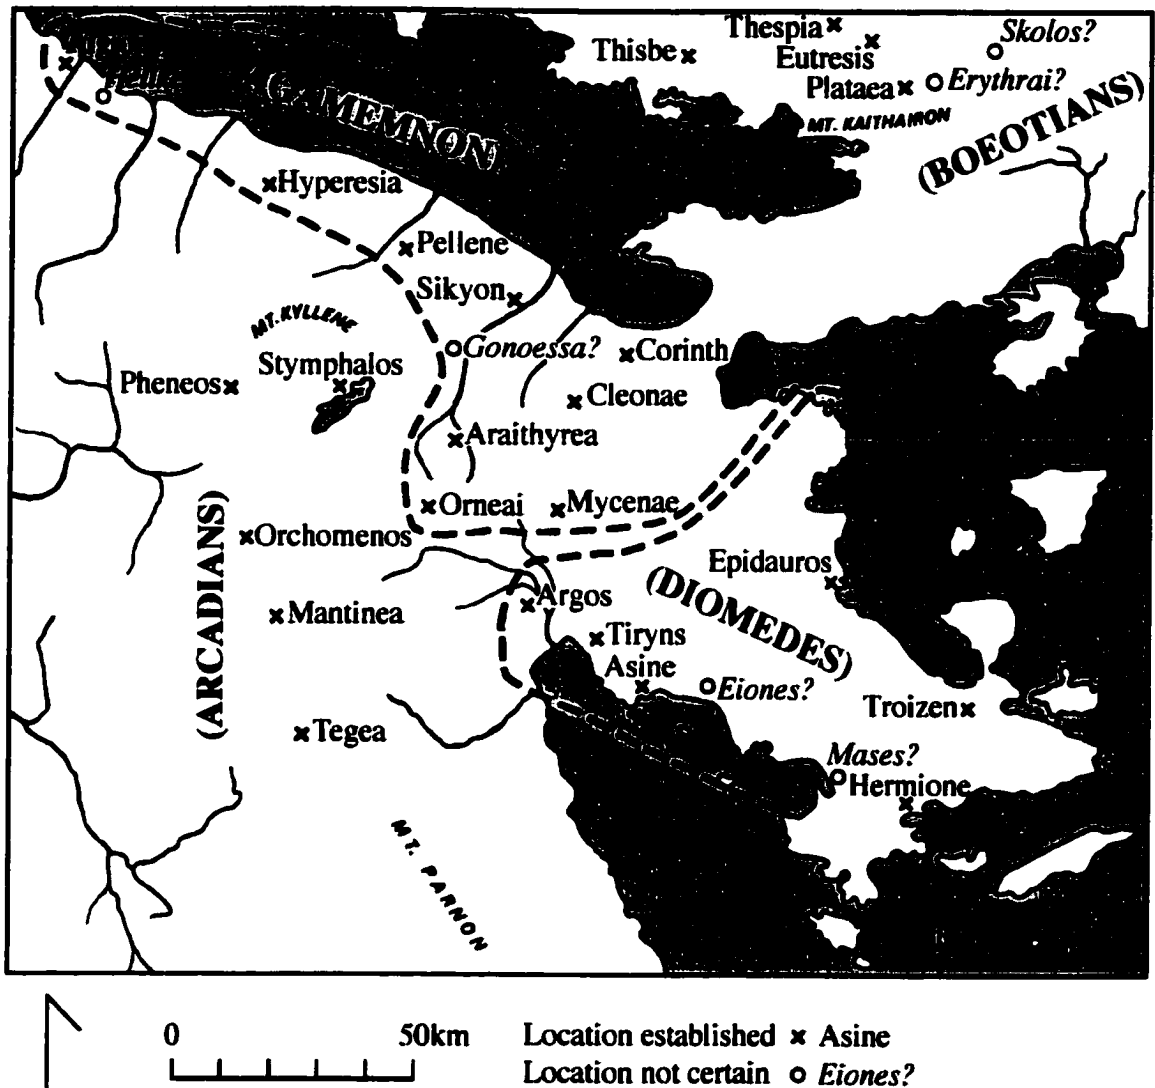 Thespia
Skolos?
Thisbe
Eutresis
Plataea
Erythrai?
MT. KAITHAIRON
(BOEOTIANS)
GAMEMNON)
Hyperesia
Pellene
Sikyon
MT. KYLLENE
Gonoessa?
Corinth
Stymphalos
Pheneos
Cleonae
Araithyrea
Orneai
Mycenae
(ARCADIANS)
Orchomenos
Epidauros
(DIOMEDES)
Argos
Mantinea
Tiryns
Asine
Eiones?
Troizen
Tegea
Mases?
Hermione
MT. PARNON
0 50km
Location established × Asine
Location not certain o Eiones?